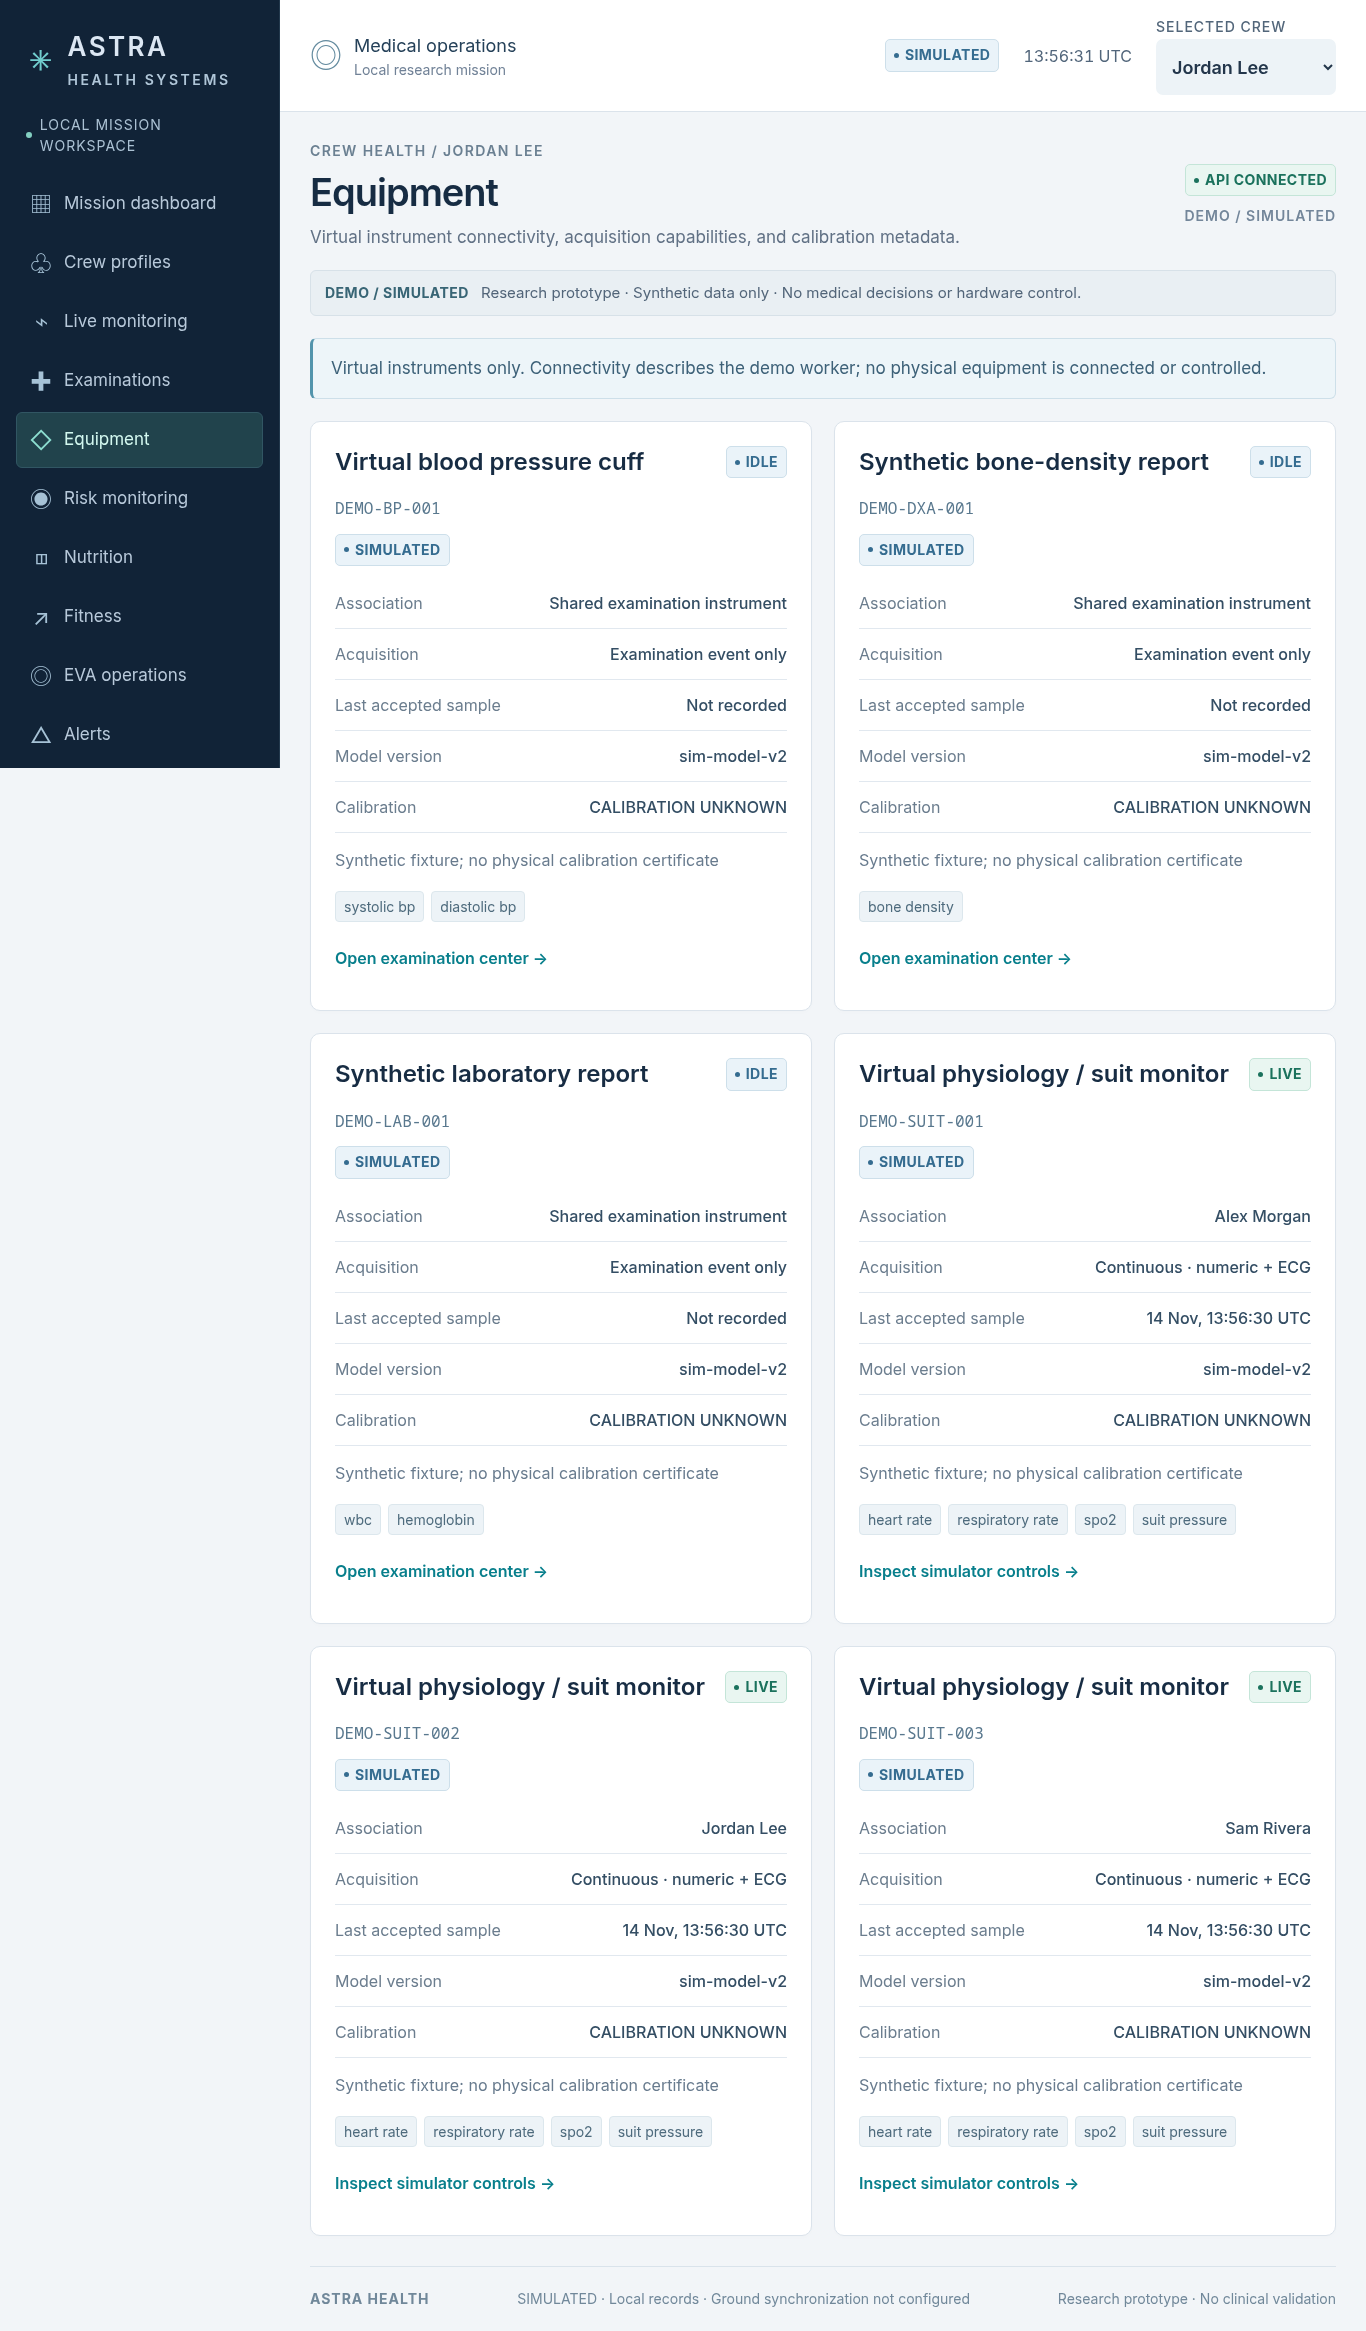 ASTRA
HEALTH SYSTEMS
LOCAL MISSION
WORKSPACE
Mission dashboard
Crew profiles
Live monitoring
Examinations
Equipment
Risk monitoring
Nutrition
Fitness
EVA operations
Alerts
Medical operations
Local research mission
SIMULATED
13:56:31 UTC
SELECTED CREW
Jordan Lee
CREW HEALTH / JORDAN LEE
Equipment
Virtual instrument connectivity, acquisition capabilities, and calibration metadata.
API CONNECTED
DEMO / SIMULATED
DEMO / SIMULATED Research prototype · Synthetic data only · No medical decisions or hardware control.
Virtual instruments only. Connectivity describes the demo worker; no physical equipment is connected or controlled.
Virtual blood pressure cuff IDLE
DEMO-BP-001
SIMULATED
Association Shared examination instrument
Acquisition Examination event only
Last accepted sample Not recorded
Model version sim-model-v2
Calibration CALIBRATION UNKNOWN
Synthetic fixture; no physical calibration certificate
systolic bp diastolic bp
Open examination center →
Synthetic bone-density report IDLE
DEMO-DXA-001
SIMULATED
Association Shared examination instrument
Acquisition Examination event only
Last accepted sample Not recorded
Model version sim-model-v2
Calibration CALIBRATION UNKNOWN
Synthetic fixture; no physical calibration certificate
bone density
Open examination center →
Synthetic laboratory report IDLE
DEMO-LAB-001
SIMULATED
Association Shared examination instrument
Acquisition Examination event only
Last accepted sample Not recorded
Model version sim-model-v2
Calibration CALIBRATION UNKNOWN
Synthetic fixture; no physical calibration certificate
wbc hemoglobin
Open examination center →
Virtual physiology / suit monitor LIVE
DEMO-SUIT-001
SIMULATED
Association Alex Morgan
Acquisition Continuous · numeric + ECG
Last accepted sample 14 Nov, 13:56:30 UTC
Model version sim-model-v2
Calibration CALIBRATION UNKNOWN
Synthetic fixture; no physical calibration certificate
heart rate respiratory rate spo2 suit pressure
Inspect simulator controls →
Virtual physiology / suit monitor LIVE
DEMO-SUIT-002
SIMULATED
Association Jordan Lee
Acquisition Continuous · numeric + ECG
Last accepted sample 14 Nov, 13:56:30 UTC
Model version sim-model-v2
Calibration CALIBRATION UNKNOWN
Synthetic fixture; no physical calibration certificate
heart rate respiratory rate spo2 suit pressure
Inspect simulator controls →
Virtual physiology / suit monitor LIVE
DEMO-SUIT-003
SIMULATED
Association Sam Rivera
Acquisition Continuous · numeric + ECG
Last accepted sample 14 Nov, 13:56:30 UTC
Model version sim-model-v2
Calibration CALIBRATION UNKNOWN
Synthetic fixture; no physical calibration certificate
heart rate respiratory rate spo2 suit pressure
Inspect simulator controls →
ASTRA HEALTH SIMULATED · Local records · Ground synchronization not configured Research prototype · No clinical validation